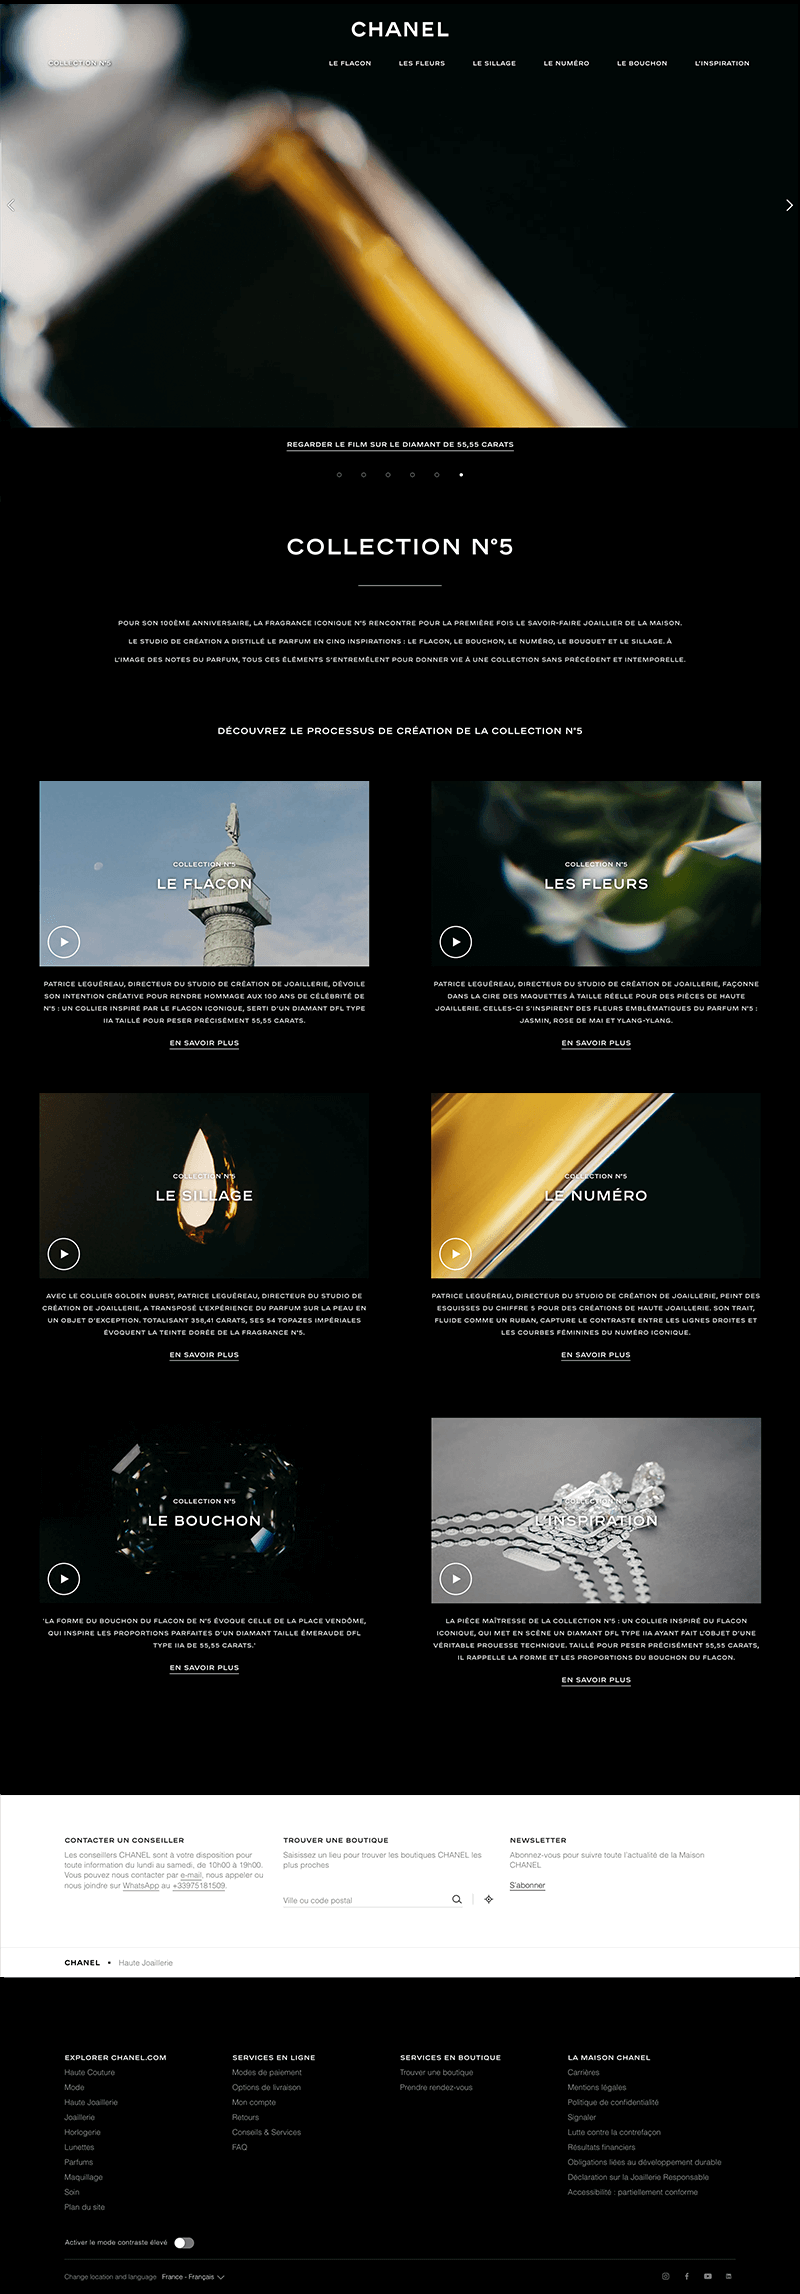 CHANEL
COLLECTION N°5
LE FLACON
LES FLEURS
LE SILLAGE
LE NUMÉRO
LE BOUCHON
L'INSPIRATION
REGARDER LE FILM SUR LE DIAMANT DE 55,55 CARATS
COLLECTION N°5
POUR SON 100ÈME ANNIVERSAIRE, LA FRAGRANCE ICONIQUE N°5 RENCONTRE POUR LA PREMIÈRE FOIS LE SAVOIR-FAIRE JOAILLIER DE LA MAISON.
LE STUDIO DE CRÉATION A DISTILLÉ LE PARFUM EN CINQ INSPIRATIONS : LE FLACON, LE BOUCHON, LE NUMÉRO, LE BOUQUET ET LE SILLAGE. À
L'IMAGE DES NOTES DU PARFUM, TOUS CES ÉLÉMENTS S'ENTREMÊLENT POUR DONNER VIE À UNE COLLECTION SANS PRÉCÉDENT ET INTEMPORELLE.
DÉCOUVREZ LE PROCESSUS DE CRÉATION DE LA COLLECTION N°5
COLLECTION N°5
LE FLACON
PATRICE LEGUÉREAU, DIRECTEUR DU STUDIO DE CRÉATION DE JOAILLERIE, DÉVOILE
SON INTENTION CRÉATIVE POUR RENDRE HOMMAGE AUX 100 ANS DE CÉLÉBRITÉ DE
N°5 : UN COLLIER INSPIRÉ PAR LE FLACON ICONIQUE, SERTI D'UN DIAMANT DFL TYPE
IIA TAILLÉ POUR PESER PRÉCISÉMENT 55,55 CARATS.
EN SAVOIR PLUS
COLLECTION N°5
LES FLEURS
PATRICE LEGUÉREAU, DIRECTEUR DU STUDIO DE CRÉATION DE JOAILLERIE, FAÇONNE
DANS LA CIRE DES MAQUETTES À TAILLE RÉELLE POUR DES PIÈCES DE HAUTE
JOAILLERIE. CELLES-CI S'INSPIRENT DES FLEURS EMBLÉMATIQUES DU PARFUM N°5 :
JASMIN, ROSE DE MAI ET YLANG-YLANG.
EN SAVOIR PLUS
COLLECTION N°5
LE SILLAGE
AVEC LE COLLIER GOLDEN BURST, PATRICE LEGUÉREAU, DIRECTEUR DU STUDIO DE
CRÉATION DE JOAILLERIE, A TRANSPOSÉ L'EXPÉRIENCE DU PARFUM SUR LA PEAU EN
UN OBJET D'EXCEPTION. TOTALISANT 358,41 CARATS, SES 54 TOPAZES IMPÉRIALES
ÉVOQUENT LA TEINTE DORÉE DE LA FRAGRANCE N°5.
EN SAVOIR PLUS
COLLECTION N°5
LE NUMÉRO
PATRICE LEGUÉREAU, DIRECTEUR DU STUDIO DE CRÉATION DE JOAILLERIE, PEINT DES
ESQUISSES DU CHIFFRE 5 POUR DES CRÉATIONS DE HAUTE JOAILLERIE. SON TRAIT,
FLUIDE COMME UN RUBAN, CAPTURE LE CONTRASTE ENTRE LES LIGNES DROITES ET
LES COURBES FÉMININES DU NUMÉRO ICONIQUE.
EN SAVOIR PLUS
COLLECTION N°5
LE BOUCHON
'LA FORME DU BOUCHON DU FLACON DE N°5 ÉVOQUE CELLE DE LA PLACE VENDÔME,
QUI INSPIRE LES PROPORTIONS PARFAITES D'UN DIAMANT TAILLE ÉMERAUDE DFL
TYPE IIA DE 55,55 CARATS.'
EN SAVOIR PLUS
COLLECTION N°5
L'INSPIRATION
LA PIÈCE MAÎTRESSE DE LA COLLECTION N°5 : UN COLLIER INSPIRÉ DU FLACON
ICONIQUE, QUI MET EN SCÈNE UN DIAMANT DFL TYPE IIA AYANT FAIT L'OBJET D'UNE
VÉRITABLE PROUESSE TECHNIQUE. TAILLÉ POUR PESER PRÉCISÉMENT 55,55 CARATS,
IL RAPPELLE LA FORME ET LES PROPORTIONS DU BOUCHON DU FLACON.
EN SAVOIR PLUS
CONTACTER UN CONSEILLER
Les conseillers CHANEL sont à votre disposition pour
toute information du lundi au samedi, de 10h00 à 19h00.
Vous pouvez nous contacter par e-mail, nous appeler ou
nous joindre sur WhatsApp au +33975181509.
TROUVER UNE BOUTIQUE
Saisissez un lieu pour trouver les boutiques CHANEL les
plus proches
Ville ou code postal
NEWSLETTER
Abonnez-vous pour suivre toute l'actualité de la Maison
CHANEL
S'abonner
CHANEL • Haute Joaillerie
EXPLORER CHANEL.COM
Haute Couture
Mode
Haute Joaillerie
Joaillerie
Horlogerie
Lunettes
Parfums
Maquillage
Soin
Plan du site
SERVICES EN LIGNE
Modes de paiement
Options de livraison
Mon compte
Retours
Conseils & Services
FAQ
SERVICES EN BOUTIQUE
Trouver une boutique
Prendre rendez-vous
LA MAISON CHANEL
Carrières
Mentions légales
Politique de confidentialité
Signaler
Lutte contre la contrefaçon
Résultats financiers
Obligations liées au développement durable
Déclaration sur la Joaillerie Responsable
Accessibilité : partiellement conforme
Activer le mode contraste élevé
Change location and language France - Français